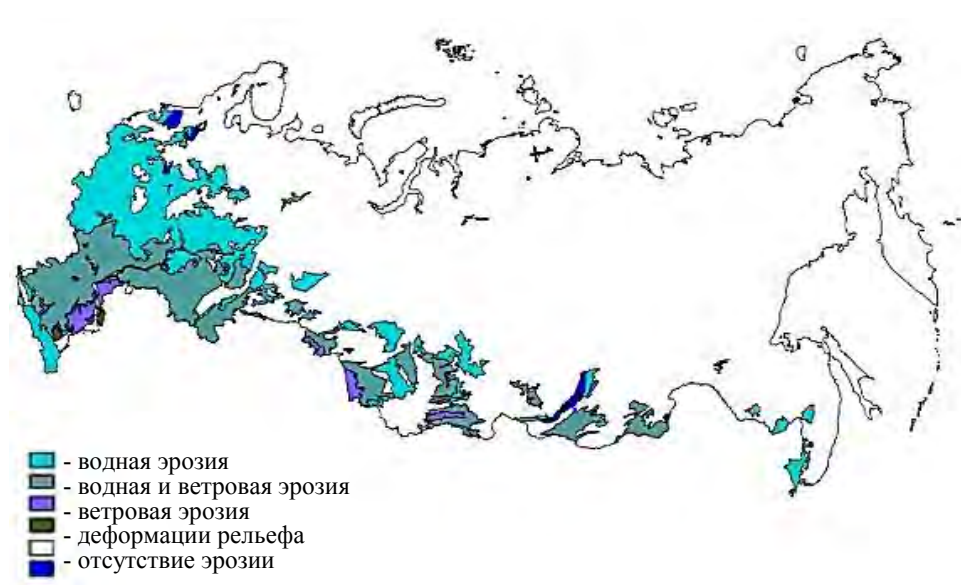 - водная эрозия
- водная и ветровая эрозия
- ветровая эрозия
- деформации рельефа
- отсутствие эрозии